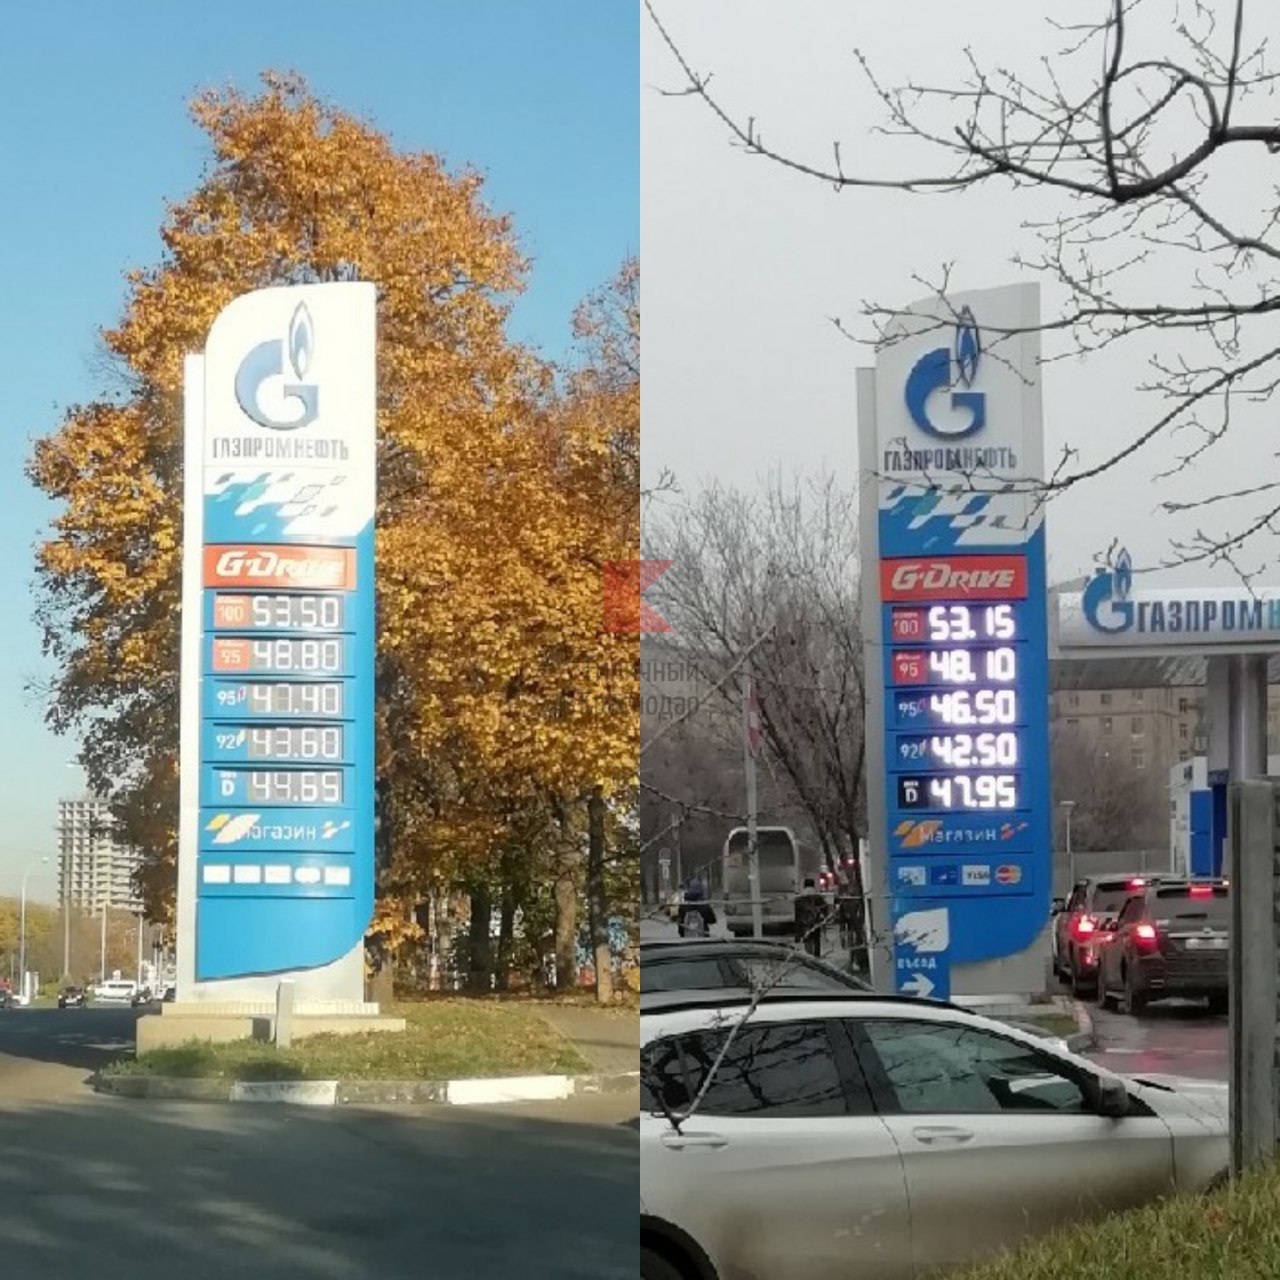 ГАЗПРОМНЕФТЬ
G-DRIVE
100 53.50
95 48.80
95 47.40
92 43.60
D 44.65
Магазин
ГАЗПРОМНЕФТЬ
G-DRIVE
100 53.15
95 48.10
95 46.50
92 42.50
D 47.95
Магазин
VISA
въезд
ГАЗПРОМН